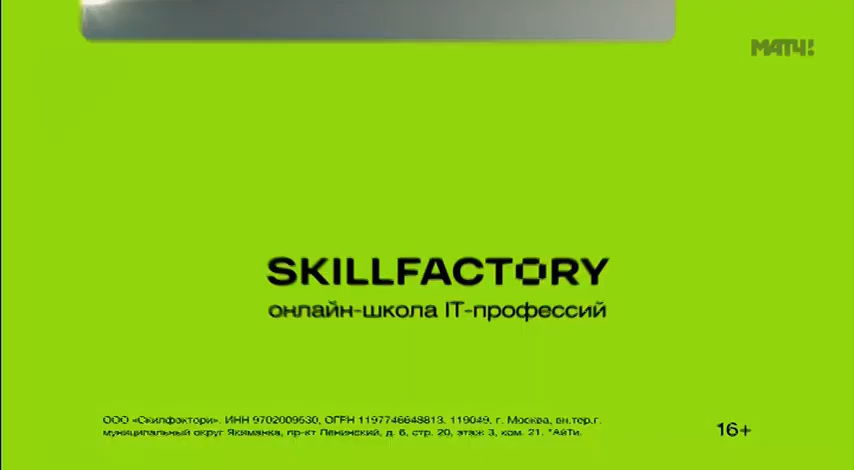 МАТЧ!
SKILLFACTORY
онлайн-школа IT-профессий
ООО «Скилфэктори». ИНН 9702009530, ОГРН 1197746648813. 119049, г. Москва, вн.тер.г.
муниципальный округ Якиманка, пр-кт Ленинский, д. 6, стр. 20, этаж 3, ком. 21. *АйТи.
16+